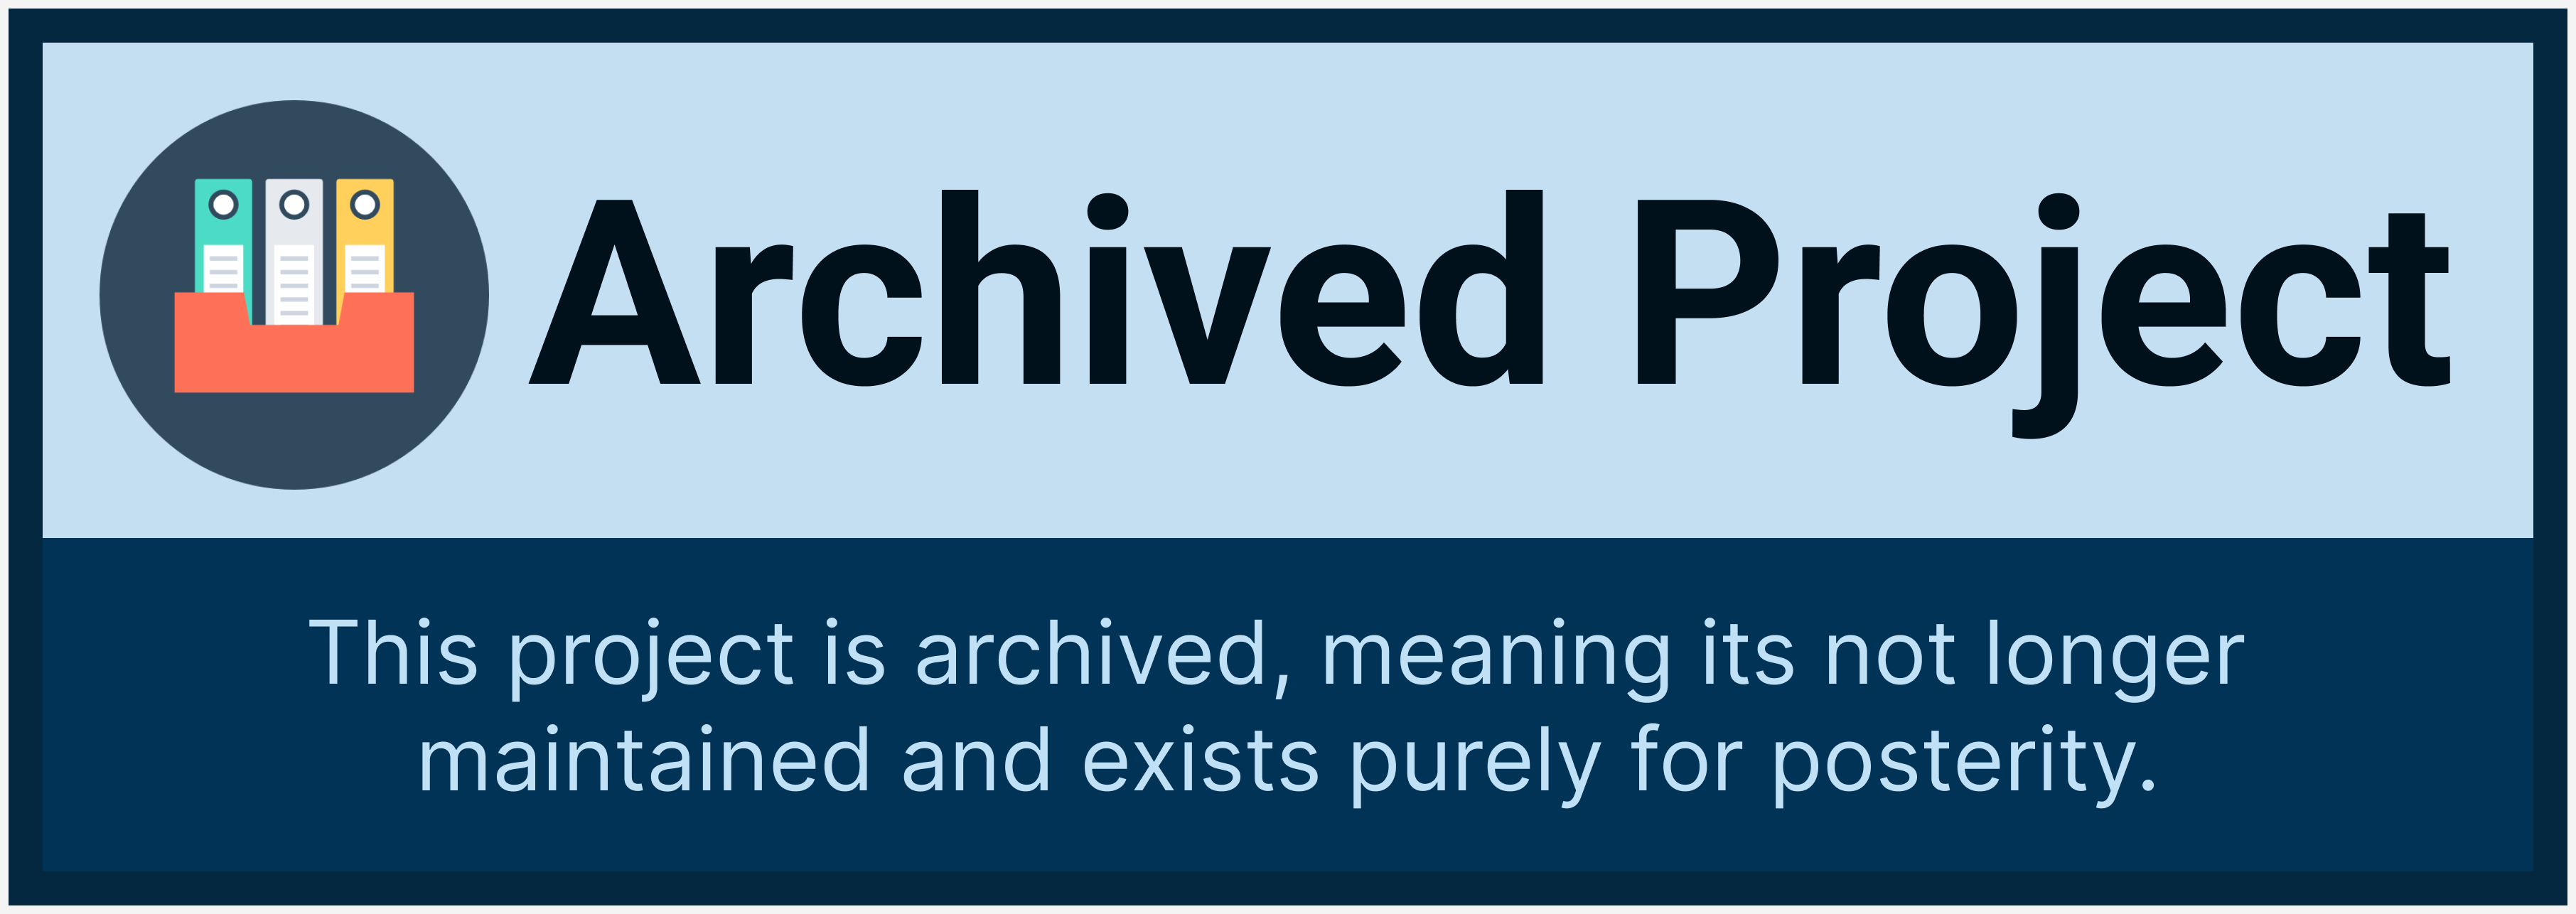 Archived Project
This project is archived, meaning its not longer
maintained and exists purely for posterity.